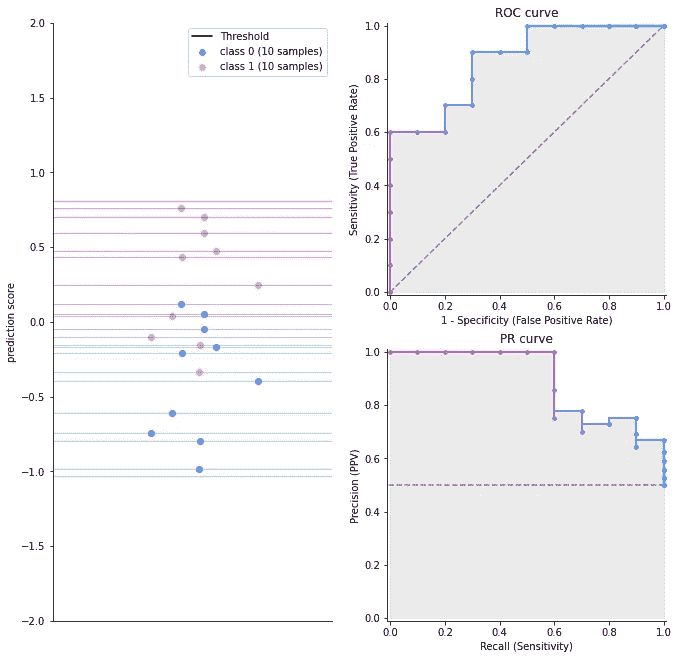 prediction score
2.0
1.5
1.0
0.5
0.0
−0.5
−1.0
−1.5
−2.0
Threshold
class 0 (10 samples)
class 1 (10 samples)
ROC curve
Sensitivity (True Positive Rate)
1.0
0.8
0.6
0.4
0.2
0.0
0.0 0.2 0.4 0.6 0.8 1.0
1 - Specificity (False Positive Rate)
PR curve
Precision (PPV)
1.0
0.8
0.6
0.4
0.2
0.0
0.0 0.2 0.4 0.6 0.8 1.0
Recall (Sensitivity)